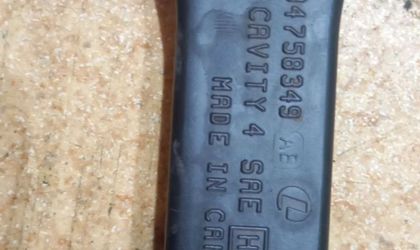 4758349 AE
CAVITY 4 SAE H
MADE IN